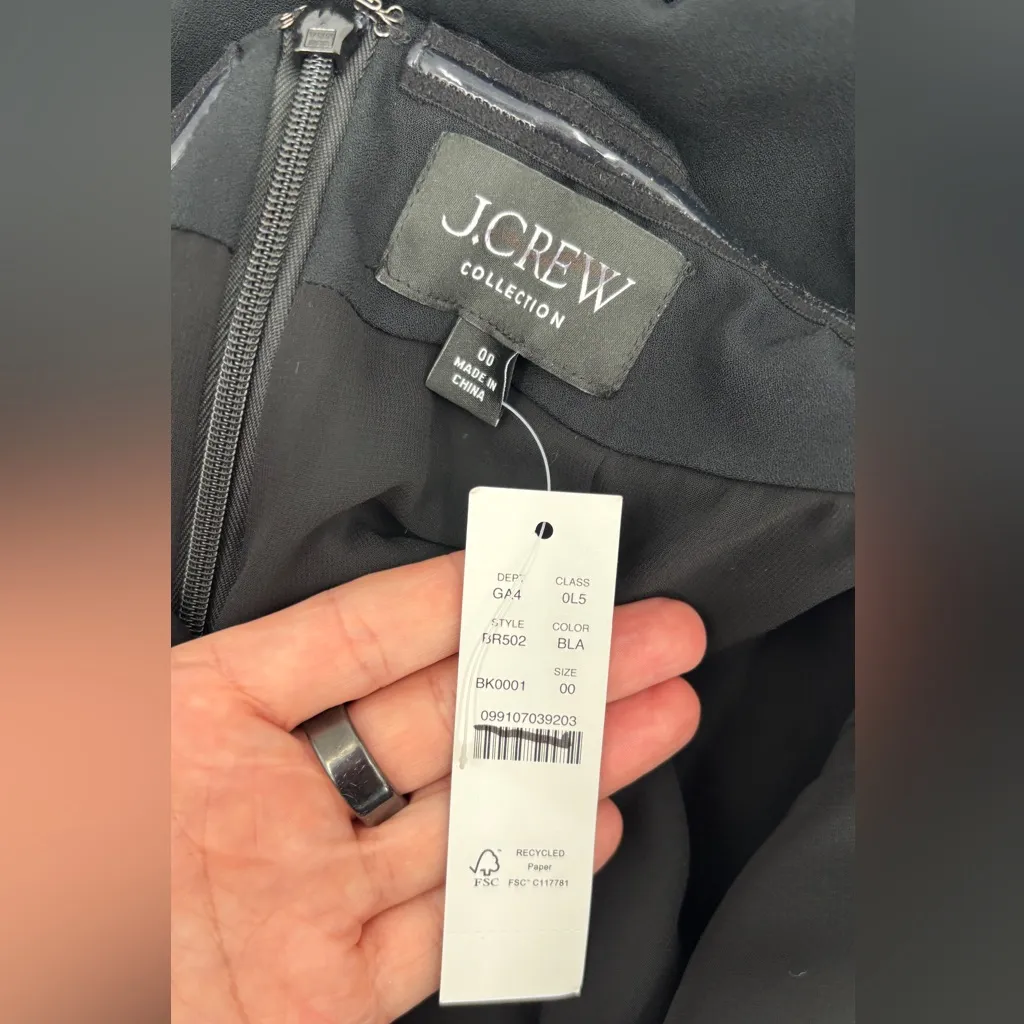 J.CREW
COLLECTION
00
MADE IN
CHINA
DEPT CLASS
GA4 0L5
STYLE COLOR
BR502 BLA
SIZE
BK0001 00
099107039203
RECYCLED
Paper
FSC
FSC® C117781